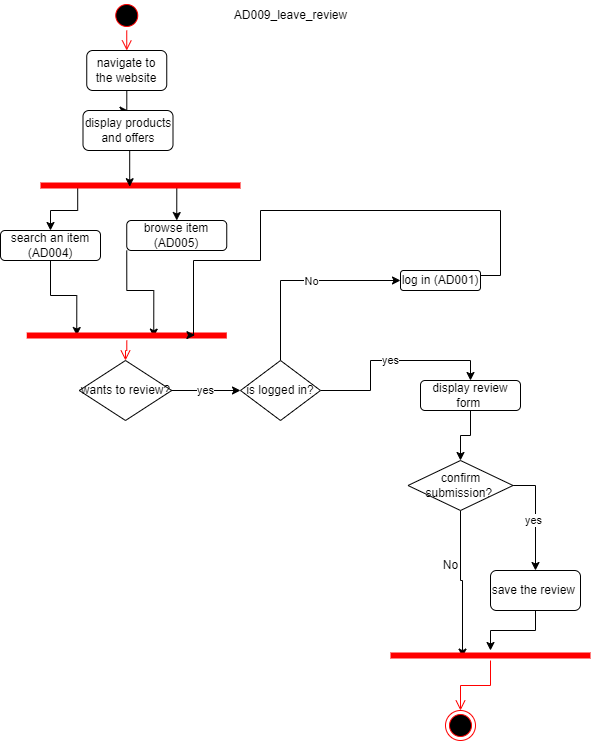 AD009_leave_review
navigate to
the website
display products
and offers
search an item
(AD004)
browse item
(AD005)
No
log in (AD001)
wants to review?
yes
is logged in?
yes
display review
form
confirm
submission?
yes
No
save the review